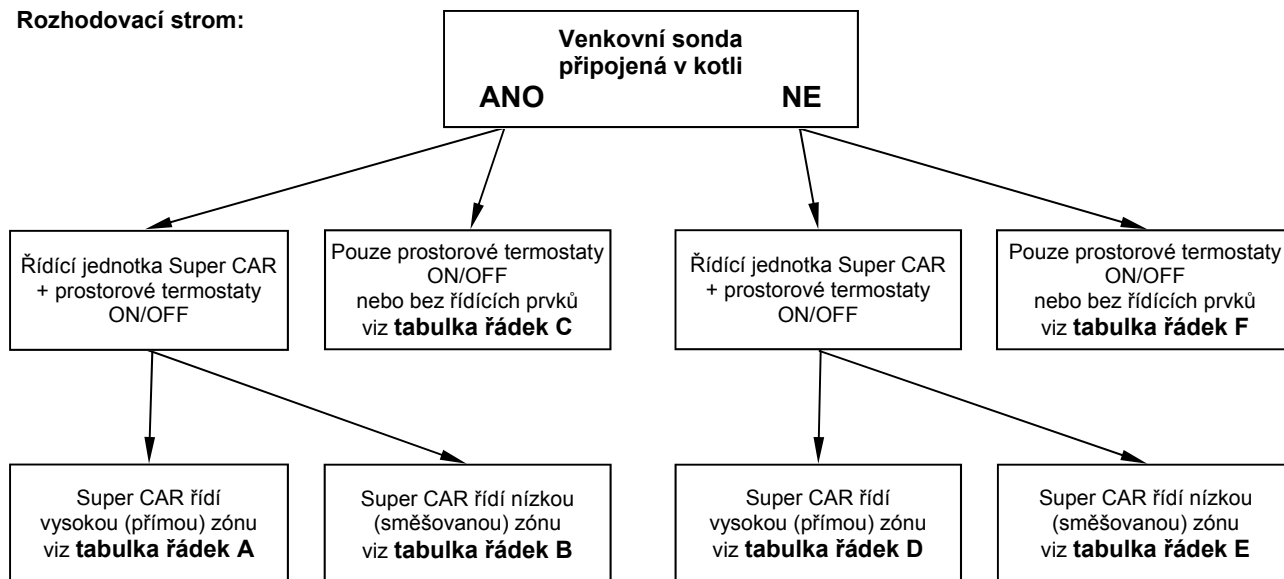 Rozhodovací strom:
Venkovní sonda
připojená v kotli
ANO NE
Řídící jednotka Super CAR
+ prostorové termostaty
ON/OFF
Pouze prostorové termostaty
ON/OFF
nebo bez řídících prvků
viz tabulka řádek C
Řídící jednotka Super CAR
+ prostorové termostaty
ON/OFF
Pouze prostorové termostaty
ON/OFF
nebo bez řídících prvků
viz tabulka řádek F
Super CAR řídí
vysokou (přímou) zónu
viz tabulka řádek A
Super CAR řídí nízkou
(směšovanou) zónu
viz tabulka řádek B
Super CAR řídí
vysokou (přímou) zónu
viz tabulka řádek D
Super CAR řídí nízkou
(směšovanou) zónu
viz tabulka řádek E